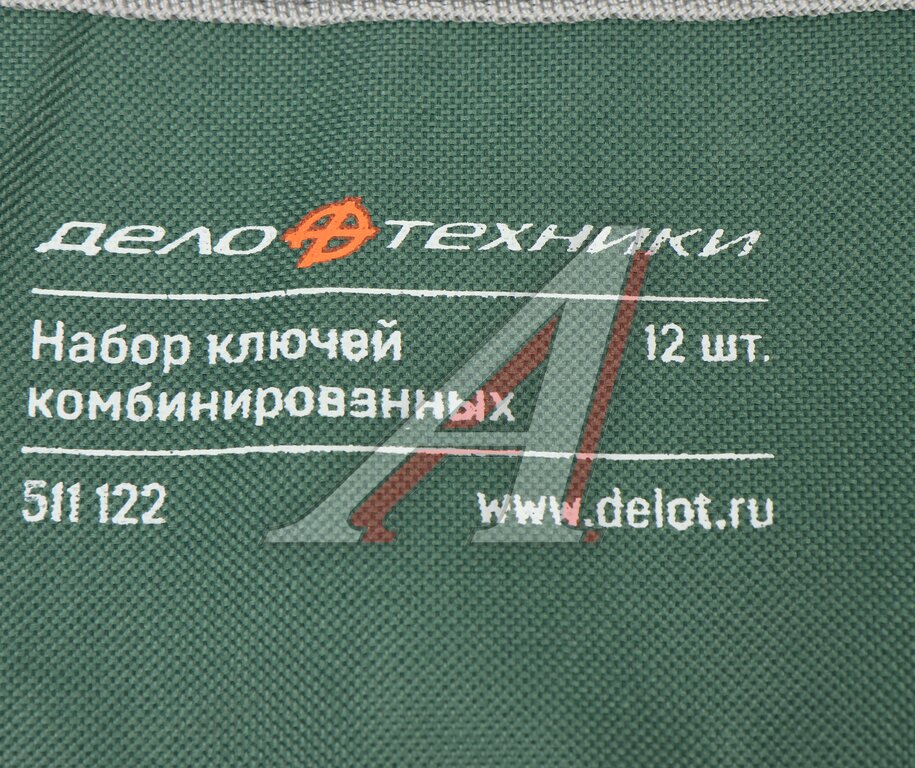 дело техники
Набор ключей 12 шт.
комбинированных
511 122 www.delot.ru